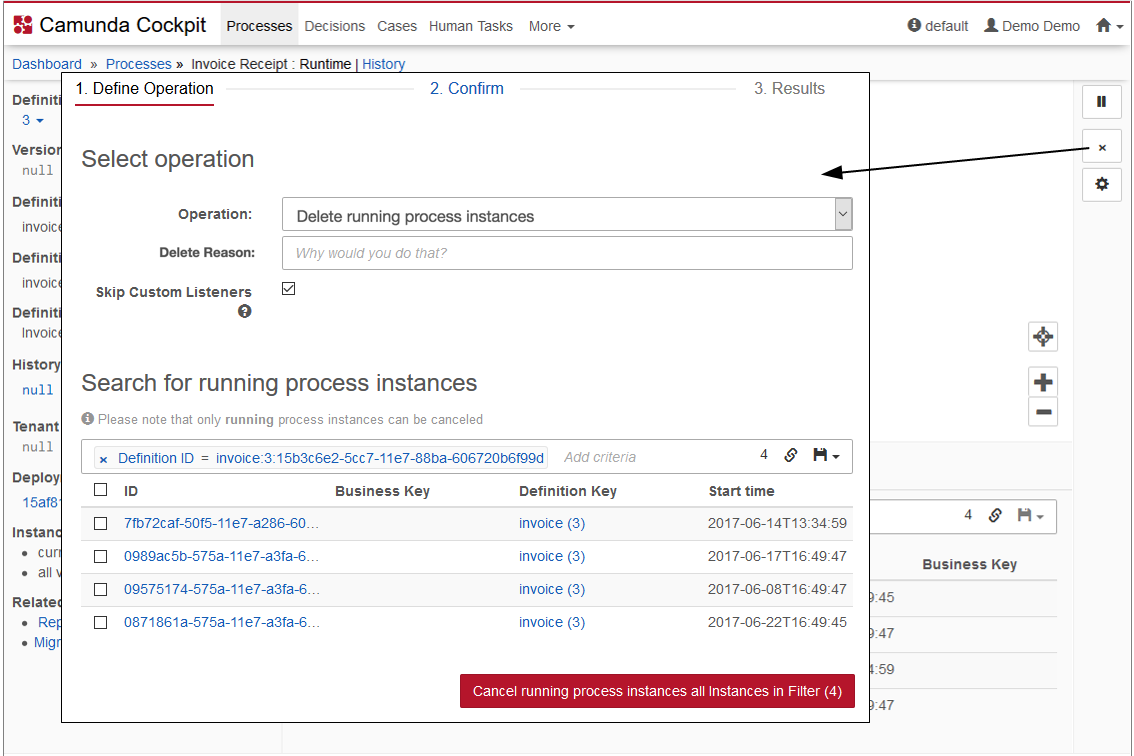 Camunda Cockpit Processes Decisions Cases Human Tasks More default Demo Demo
Dashboard » Processes » Invoice Receipt : Runtime | History
1. Define Operation 2. Confirm 3. Results
Definiti
3
Version
null
Definiti
invoice
Definiti
invoice
Definiti
Invoice
History
null
Tenant
null
Deploy
15af81
Instanc
curr
all v
Related
Rep
Migr
Select operation
Operation: Delete running process instances
Delete Reason: Why would you do that?
Skip Custom Listeners
Search for running process instances
Please note that only running process instances can be canceled
× Definition ID = invoice:3:15b3c6e2-5cc7-11e7-88ba-606720b6f99d Add criteria 4
ID Business Key Definition Key Start time
7fb72caf-50f5-11e7-a286-60... invoice (3) 2017-06-14T13:34:59
0989ac5b-575a-11e7-a3fa-6... invoice (3) 2017-06-17T16:49:47
09575174-575a-11e7-a3fa-6... invoice (3) 2017-06-08T16:49:47
0871861a-575a-11e7-a3fa-6... invoice (3) 2017-06-22T16:49:45
Cancel running process instances all Instances in Filter (4)
×
4
Business Key
9:45
9:47
4:59
9:47